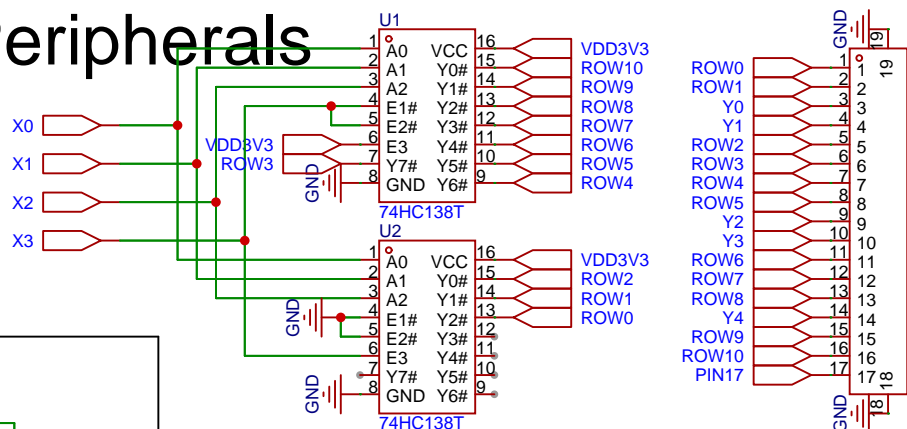 Peripherals
X0
X1
X2
X3
U1
1 A0 VCC 16 VDD3V3
2 A1 Y0# 15 ROW10
3 A2 Y1# 14 ROW9
4 E1# Y2# 13 ROW8
5 E2# Y3# 12 ROW7
VDD3V3 6 E3 Y4# 11 ROW6
ROW3 7 Y7# Y5# 10 ROW5
GND 8 GND Y6# 9 ROW4
74HC138T
U2
1 A0 VCC 16 VDD3V3
2 A1 Y0# 15 ROW2
3 A2 Y1# 14 ROW1
GND 4 E1# Y2# 13 ROW0
5 E2# Y3# 12
6 E3 Y4# 11
7 Y7# Y5# 10
GND 8 GND Y6# 9
74HC138T
GND 19 19
ROW0 1 1
ROW1 2 2
Y0 3 3
Y1 4 4
ROW2 5 5
ROW3 6 6
ROW4 7 7
ROW5 8 8
Y2 9 9
Y3 10 10
ROW6 11 11
ROW7 12 12
ROW8 13 13
Y4 14 14
ROW9 15 15
ROW10 16 16
PIN17 17 17
GND 18 18